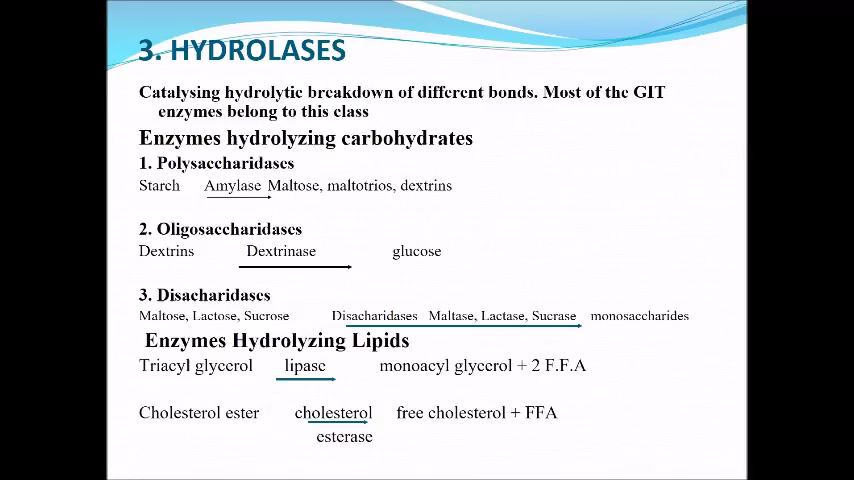 3. HYDROLASES
Catalysing hydrolytic breakdown of different bonds. Most of the GIT
enzymes belong to this class
Enzymes hydrolyzing carbohydrates
1. Polysaccharidases
Starch Amylase Maltose, maltotrios, dextrins
2. Oligosaccharidases
Dextrins Dextrinase glucose
3. Disacharidases
Maltose, Lactose, Sucrose Disacharidases Maltase, Lactase, Sucrase monosaccharides
Enzymes Hydrolyzing Lipids
Triacyl glycerol lipase monoacyl glycerol + 2 F.F.A
Cholesterol ester cholesterol free cholesterol + FFA
esterase